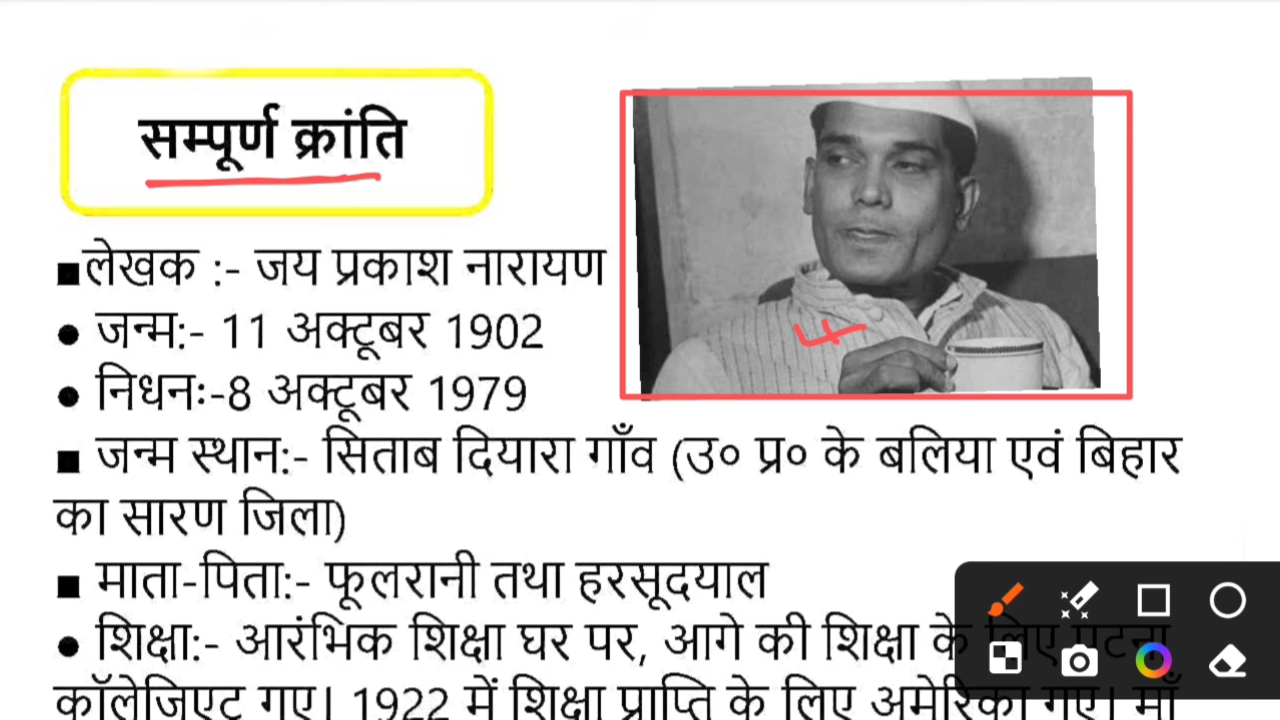 सम्पूर्ण क्रांति
■लेखक :- जय प्रकाश नारायण
● जन्म:- 11 अक्टूबर 1902
● निधनः-8 अक्टूबर 1979
■ जन्म स्थान:- सिताब दियारा गाँव (उ० प्र० के बलिया एवं बिहार
का सारण जिला)
■ माता-पिता:- फूलरानी तथा हरसूदयाल
● शिक्षा:- आरंभिक शिक्षा घर पर, आगे की शिक्षा के लिए पटना
कॉलेजिएट गए। 1922 में शिक्षा प्राप्ति के लिए अमेरिका गए। माँ